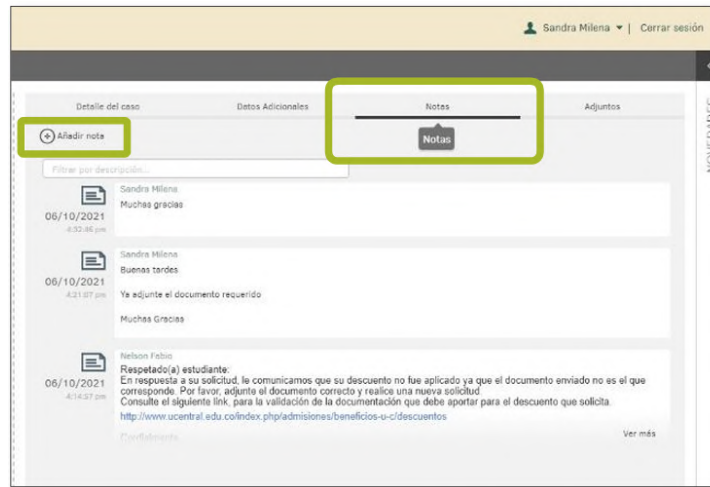 Sandra Milena | Cerrar sesión
Detalle del caso Datos Adicionales Notas Adjuntos
Añadir nota
Notas
NOVEDADES
Filtrar por descripción...
Sandra Milena
Muchas gracias
06/10/2021
4:32:46 pm
Sandra Milena
Buenas tardes
06/10/2021
4:21:07 pm
Ya adjunte el documento requerido
Muchas Gracias
Nelson Fabio
Respetado(a) estudiante:
En respuesta a su solicitud, le comunicamos que su descuento no fue aplicado ya que el documento enviado no es el que
06/10/2021
corresponde. Por favor, adjunte el documento correcto y realice una nueva solicitud.
4:14:57 pm
Consulte el siguiente link, para la validación de la documentación que debe aportar para el descuento que solicita.
http://www.ucentral.edu.co/index.php/admisiones/beneficios-u-c/descuentos
Cordialmente
Ver más